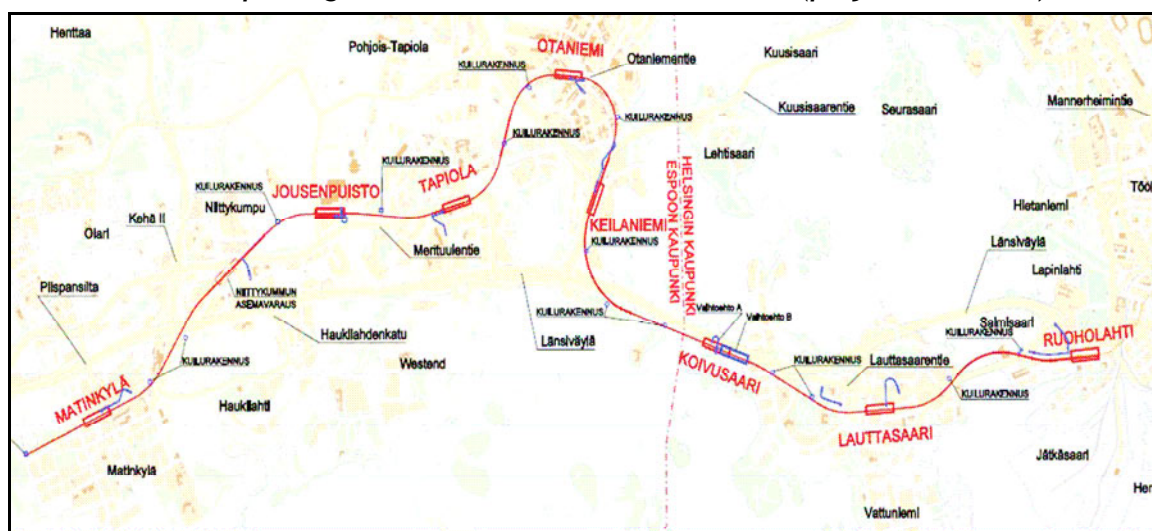 Henttaa
Pohjois-Tapiola
OTANIEMI
Otaniementie
Kuusisaari
KUILURAKENNUS
Kuusisaarentie
Seurasaari
Mannerheimintie
KUILURAKENNUS
KUILURAKENNUS
Lehtisaari
KUILURAKENNUS
TAPIOLA
HELSINGIN KAUPUNKI
ESPOON KAUPUNKI
KUILURAKENNUS
JOUSENPUISTO
Niittykumpu
Kehä II
Olari
Merituulentie
KEILANIEMI
KUILURAKENNUS
Hietaniemi
Länsiväylä
Lapinlahti
Piispansilta
NIITTYKUMMUN
ASEMAVARAUS
Haukilahdenkatu
KUILURAKENNUS
Länsiväylä
Vaihtoehto A
Vaihtoehto B
KOIVUSAARI
Salmisaari
KUILURAKENNUS
RUOHOLAHTI
KUILURAKENNUS
Westend
KUILURAKENNUS
Lauttasaarentie
KUILURAKENNUS
MATINKYLÄ
Haukilahti
LAUTTASAARI
Matinkylä
Jätkäsaari
Vattuniemi